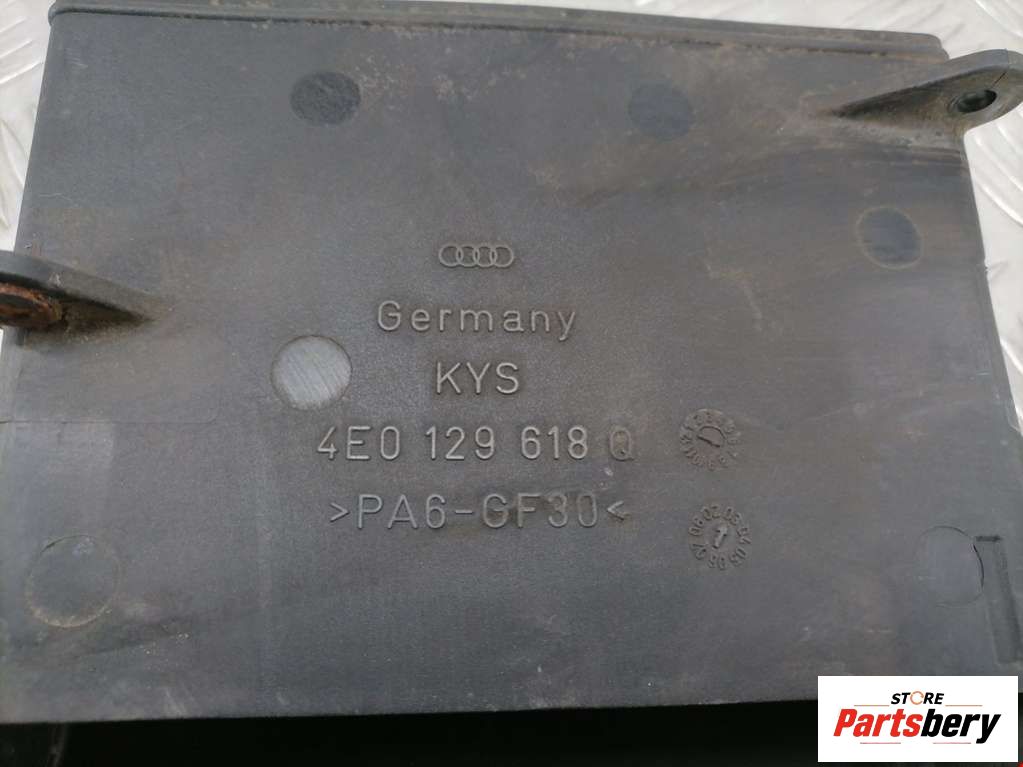 Germany
KYS
4E0 129 618 Q
>PA6-GF30<
STORE
Partsbery